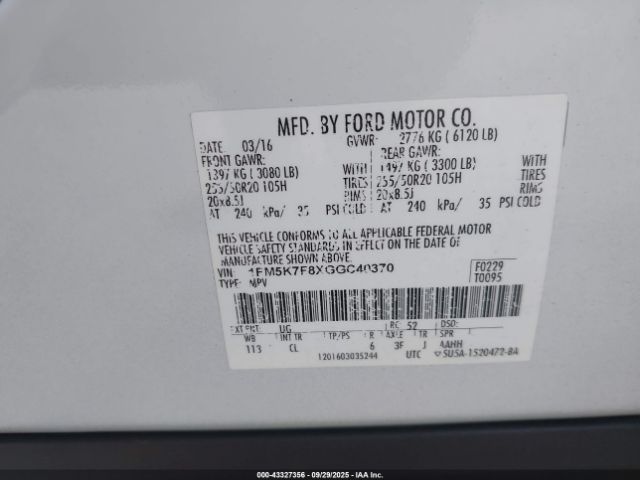 MFD. BY FORD MOTOR CO.
DATE: 03/16 GVWR: 2776 KG ( 6120 LB)
FRONT GAWR: REAR GAWR:
1397 KG ( 3080 LB) WITH 1497 KG ( 3300 LB) WITH
255/50R20 105H TIRES 255/50R20 105H TIRES
20x8.5J RIMS 20x8.5J RIMS
AT 240 kPa/ 35 PSI COLD AT 240 kPa/ 35 PSI COLD
THIS VEHICLE CONFORMS TO ALL APPLICABLE FEDERAL MOTOR
VEHICLE SAFETY STANDARDS IN EFFECT ON THE DATE OF
MANUFACTURE SHOWN ABOVE.
VIN: 1FM5K7F8XGGC40370 F0229
TYPE: MPV T0095
EXT PNT: UG RC: 52 DSO:
WB INT TR TP/PS R AXLE TR SPR
113 CL 6 3F J AAHH
1201603035244 UTC SU5A-1520472-BA
000-43327356 - 09/29/2025 - IAA, Inc.